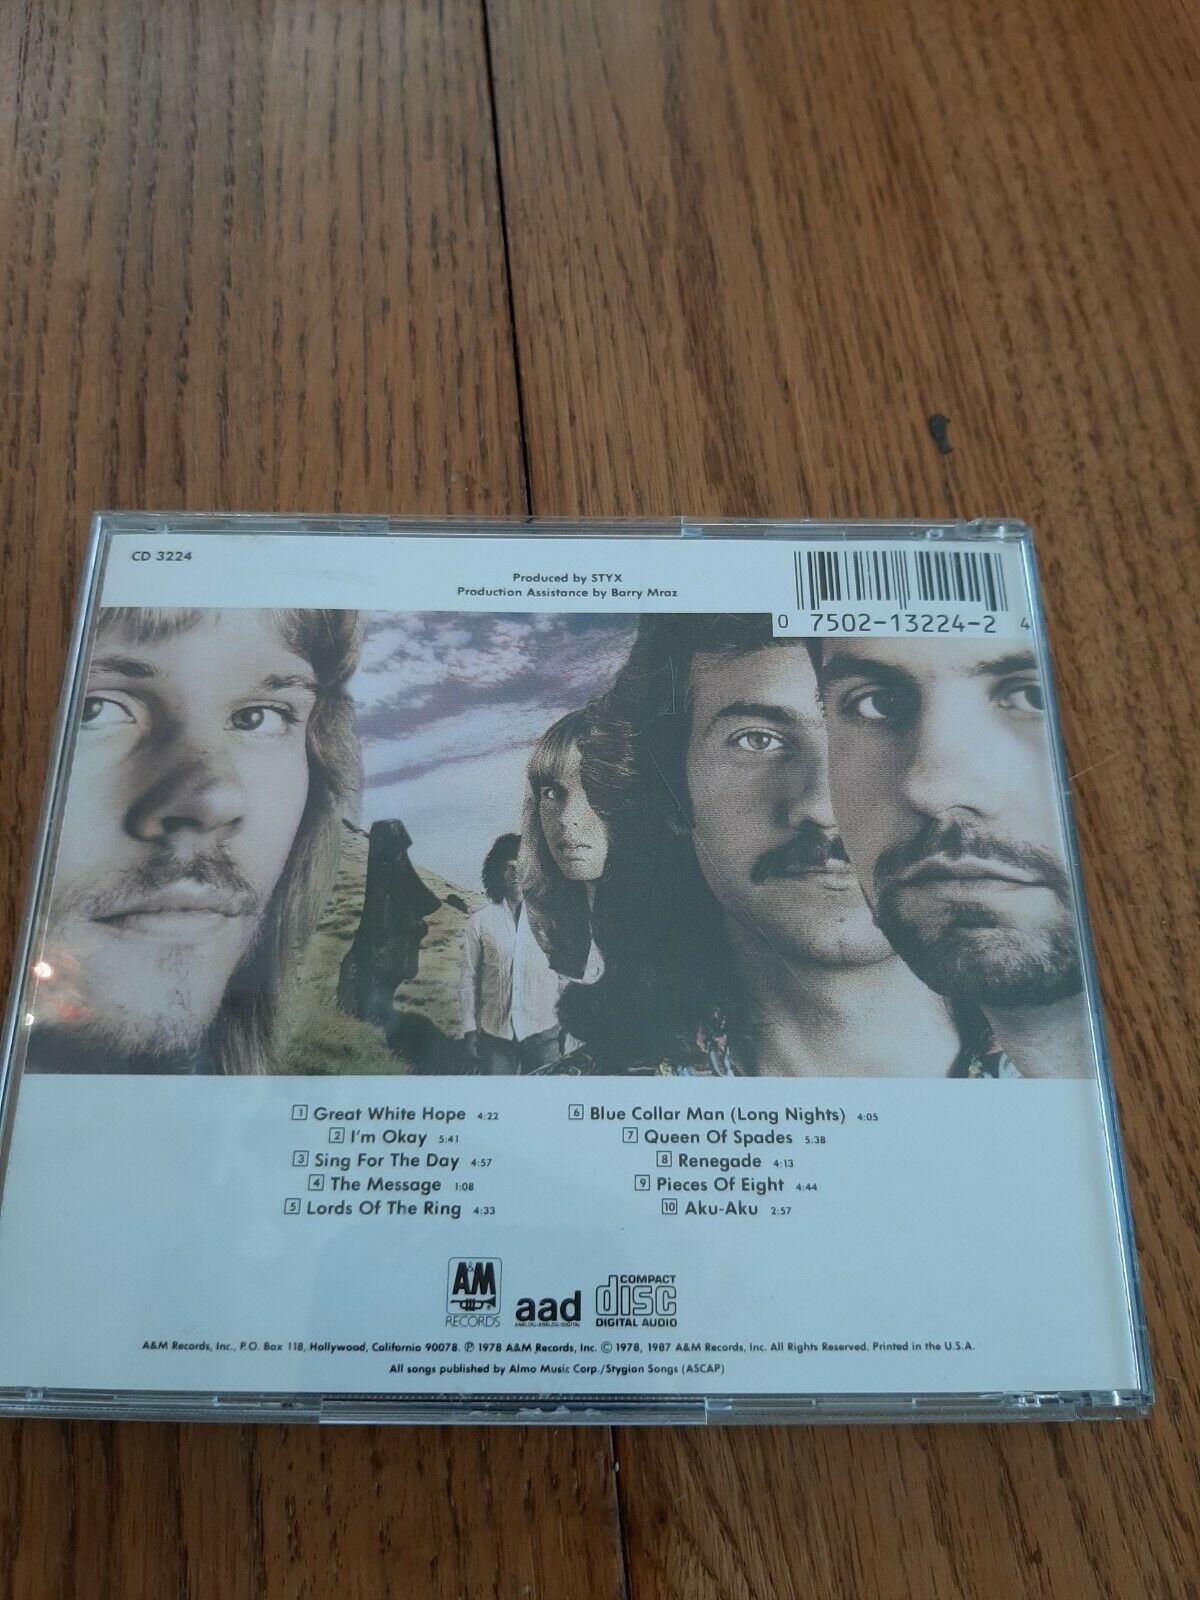 CD 3224
Produced by STYX
Production Assistance by Barry Mraz
0 7502-13224-2 4
1 Great White Hope 4:22
2 I'm Okay 5:41
3 Sing For The Day 4:57
4 The Message 1:08
5 Lords Of The Ring 4:33
6 Blue Collar Man (Long Nights) 4:05
7 Queen Of Spades 5:38
8 Renegade 4:13
9 Pieces Of Eight 4:44
10 Aku-Aku 2:57
A&M
RECORDS
aad
ANALOG-ANALOG-DIGITAL
COMPACT
disc
DIGITAL AUDIO
A&M Records, Inc., P.O. Box 118, Hollywood, California 90078. ℗ 1978 A&M Records, Inc. © 1978, 1987 A&M Records, Inc. All Rights Reserved. Printed in the U.S.A.
All songs published by Almo Music Corp./Stygian Songs (ASCAP)